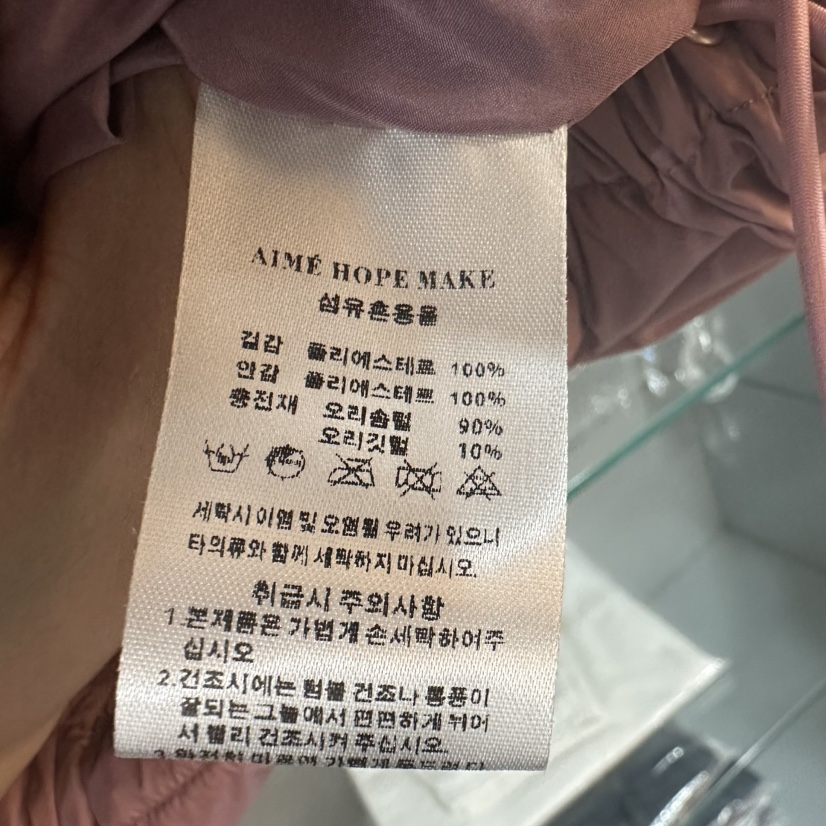 AIMÉ HOPE MAKE
섬유혼용율
겉감 폴리에스테르 100%
안감 폴리에스테르 100%
충전재 오리솜털 90%
오리깃털 10%
세탁시 이염 및 오염될 우려가 있으니
타의류와 함께 세탁하지 마십시오.
취급시 주의사항
1.본제품은 가볍게 손세탁하여주
십시오
2.건조시에는 텀블 건조나 통풍이
잘되는 그늘에서 편편하게 뉘어
서 빨리 건조시켜 주십시오.